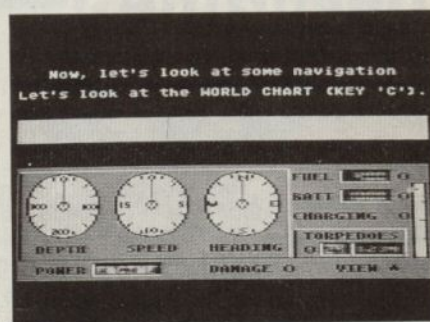 Now, let's look at some navigation
Let's look at the WORLD CHART (KEY 'C').
FUEL
BATT
CHARGING
TORPEDOES
DEPTH SPEED HEADING
POWER DAMAGE VIEW